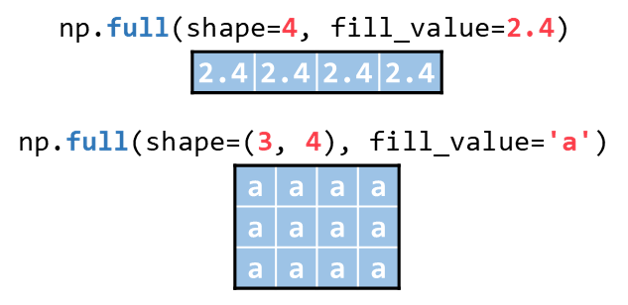 np.full(shape=4, fill_value=2.4)
2.4 2.4 2.4 2.4
np.full(shape=(3, 4), fill_value='a')
a a a a
a a a a
a a a a